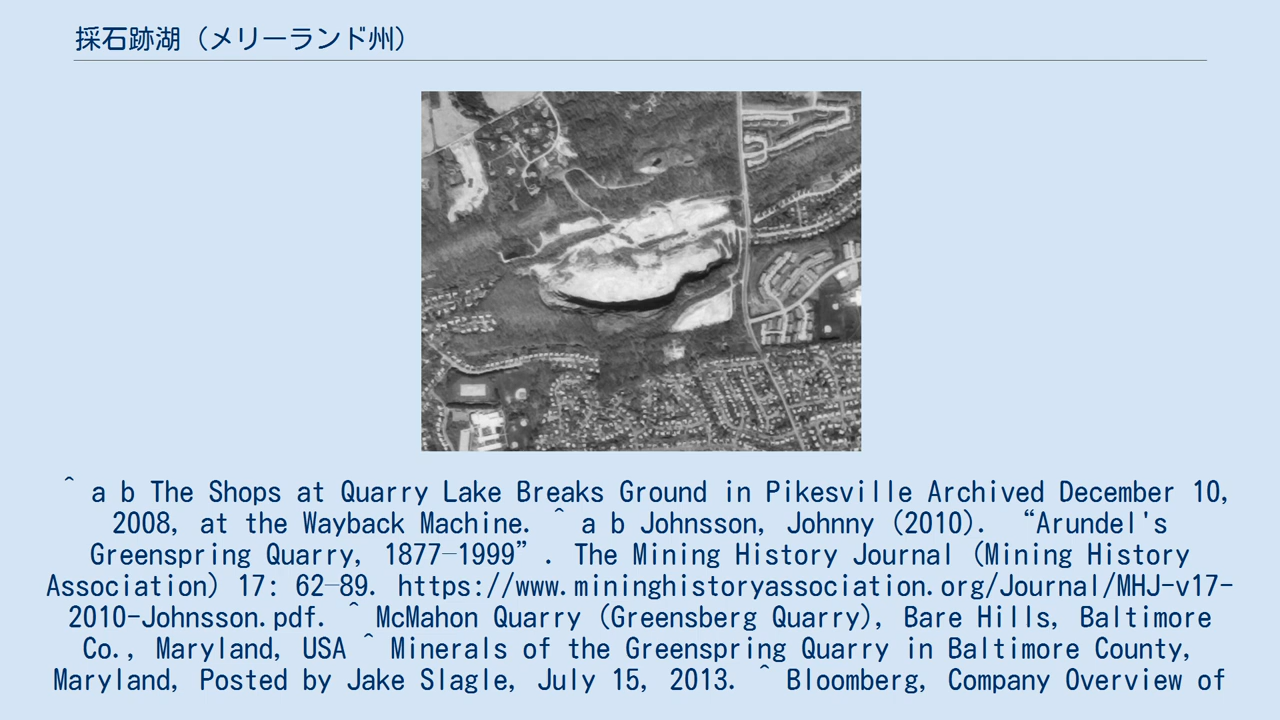 採石跡湖（メリーランド州）
^ a b The Shops at Quarry Lake Breaks Ground in Pikesville Archived December 10,
2008, at the Wayback Machine. ^ a b Johnsson, Johnny (2010). “Arundel's
Greenspring Quarry, 1877–1999”. The Mining History Journal (Mining History
Association) 17: 62–89. https://www.mininghistoryassociation.org/Journal/MHJ-v17-
2010-Johnsson.pdf. ^ McMahon Quarry (Greensberg Quarry), Bare Hills, Baltimore
Co., Maryland, USA ^ Minerals of the Greenspring Quarry in Baltimore County,
Maryland, Posted by Jake Slagle, July 15, 2013. ^ Bloomberg, Company Overview of